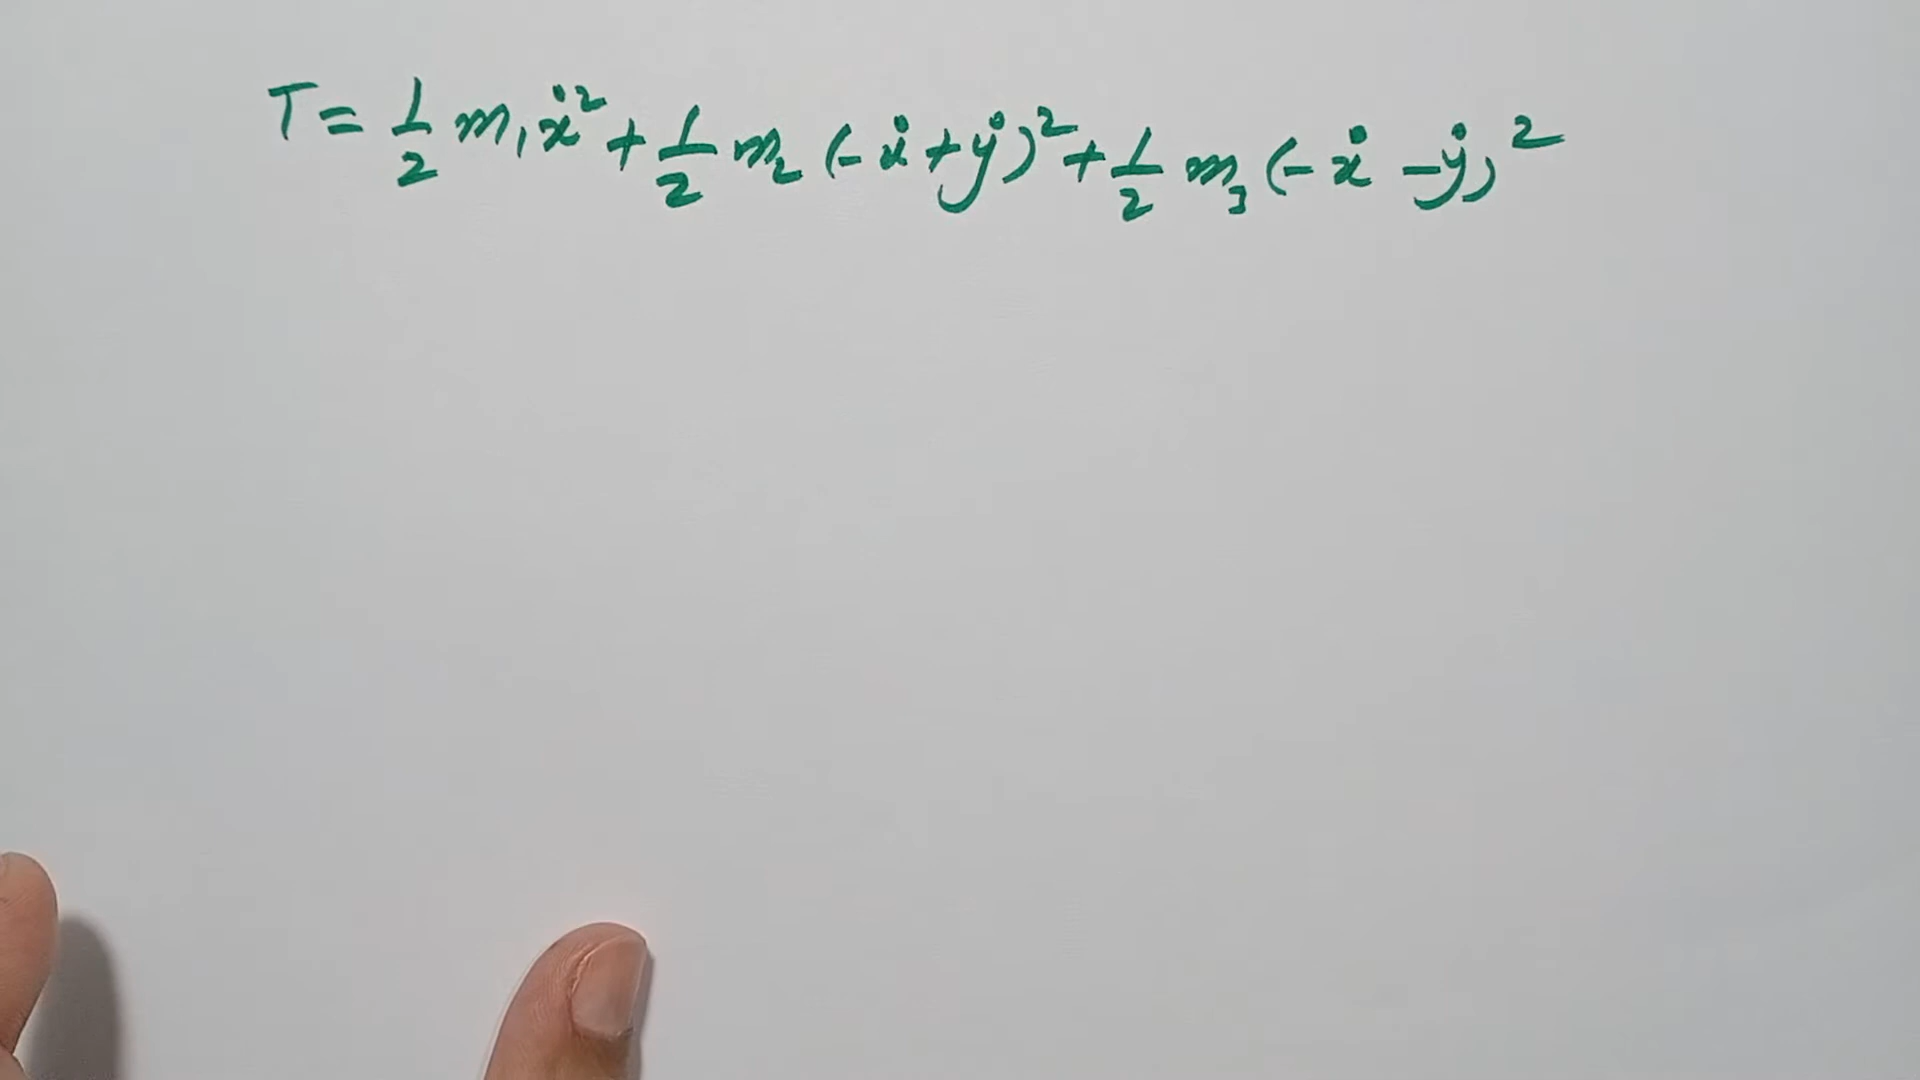 T = 1/2 m₁ẋ² + 1/2 m₂ (-ẋ+ẏ)² + 1/2 m₃ (-ẋ -ẏ)²